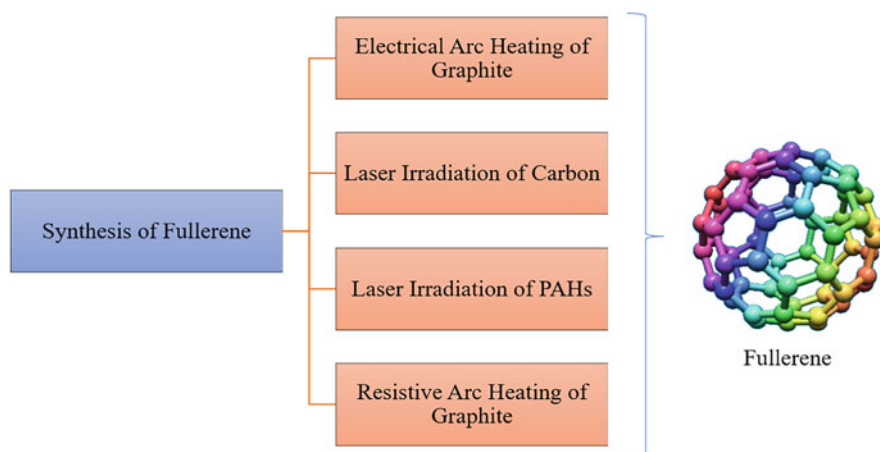 Synthesis of Fullerene
Electrical Arc Heating of
Graphite
Laser Irradiation of Carbon
Laser Irradiation of PAHs
Resistive Arc Heating of
Graphite
Fullerene